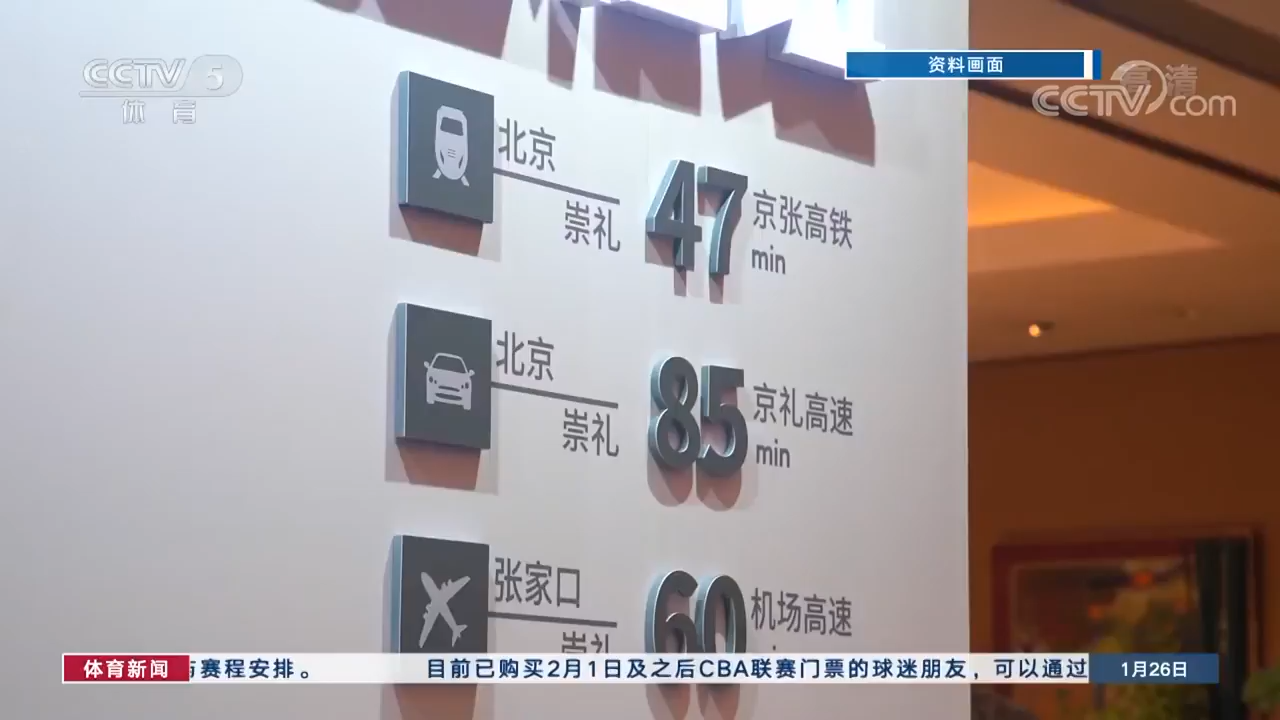 CCTV 5
体育
资料画面
高清
CCTV.com
北京
崇礼
47
京张高铁
min
北京
崇礼
85
京礼高速
min
张家口
崇礼
60
机场高速
体育新闻
赛程安排。 目前已购买2月1日及之后CBA联赛门票的球迷朋友，可以通过
1月26日